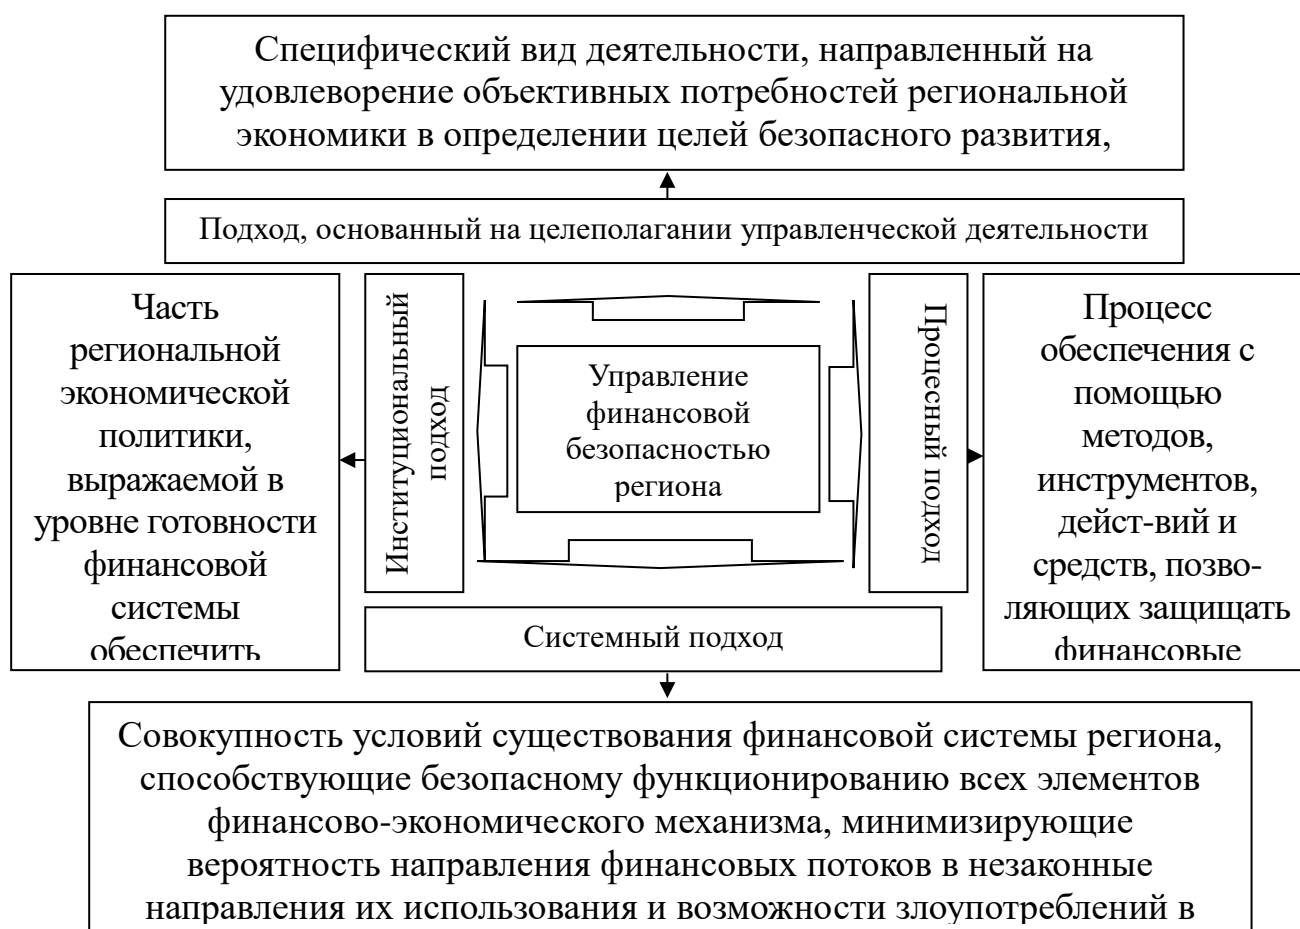 Специфический вид деятельности, направленный на
удовлеворение объективных потребностей региональной
экономики в определении целей безопасного развития,
Подход, основанный на целеполагании управленческой деятельности
Часть
региональной
экономической
политики,
выражаемой в
уровне готовности
финансовой
системы
обеспечить
Институциональный
подход
Управление
финансовой
безопасностью
региона
Процесный подход
Процесс
обеспечения с
помощью
методов,
инструментов,
дейст-вий и
средств, позво-
ляющих защищать
финансовые
Системный подход
Совокупность условий существования финансовой системы региона,
способствующие безопасному функционированию всех элементов
финансово-экономического механизма, минимизирующие
вероятность направления финансовых потоков в незаконные
направления их использования и возможности злоупотреблений в